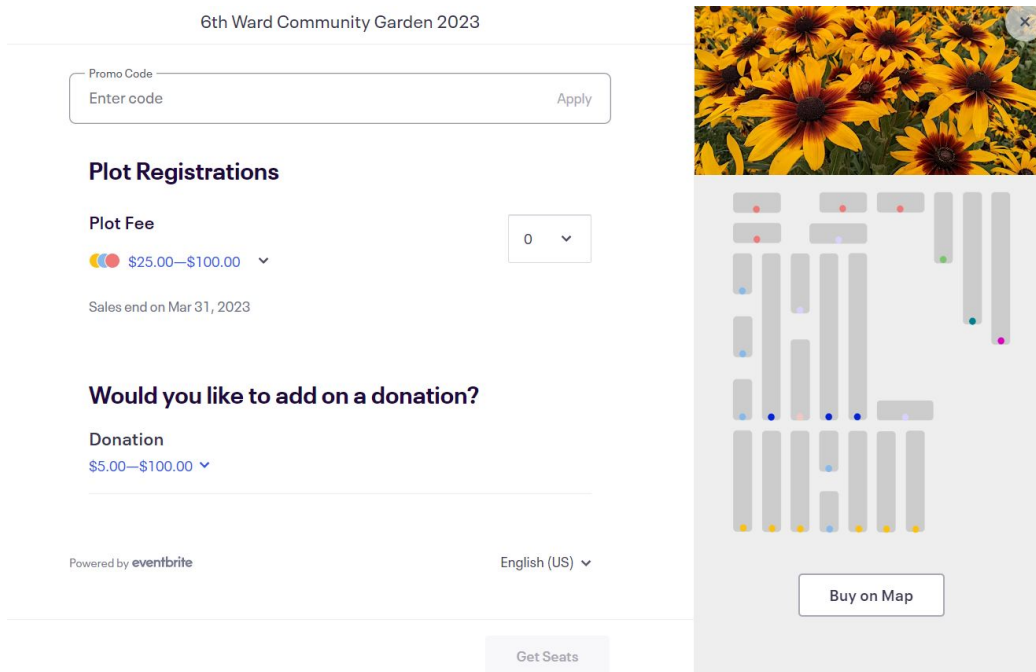 6th Ward Community Garden 2023
Promo Code
Enter code
Apply
Plot Registrations
Plot Fee
0
$25.00—$100.00
Sales end on Mar 31, 2023
Would you like to add on a donation?
Donation
$5.00—$100.00
Powered by eventbrite
English (US)
Buy on Map
Get Seats